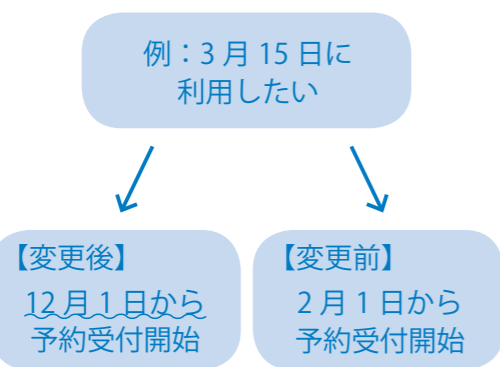 例：3月15日に
利用したい
【変更後】
12月1日から
予約受付開始
【変更前】
2月1日から
予約受付開始